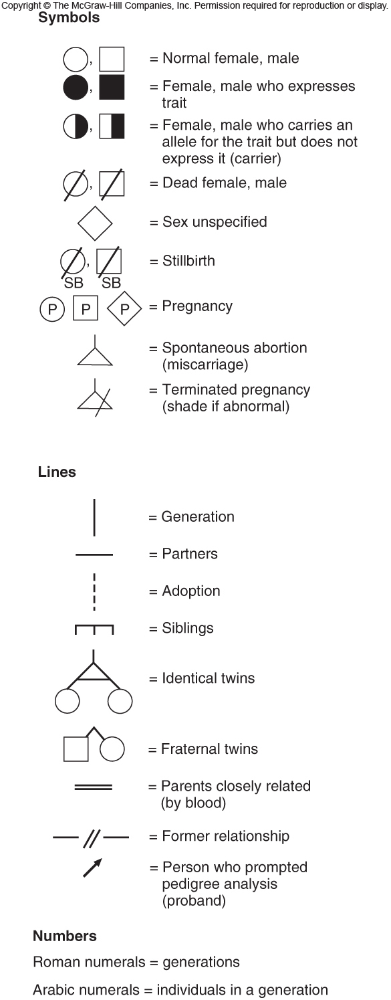 Copyright © The McGraw-Hill Companies, Inc. Permission required for reproduction or display.
Symbols
, = Normal female, male
, = Female, male who expresses
trait
, = Female, male who carries an
allele for the trait but does not
express it (carrier)
, = Dead female, male
= Sex unspecified
, = Stillbirth
SB SB
P P P = Pregnancy
= Spontaneous abortion
(miscarriage)
= Terminated pregnancy
(shade if abnormal)
Lines
= Generation
= Partners
= Adoption
= Siblings
= Identical twins
= Fraternal twins
= Parents closely related
(by blood)
= Former relationship
= Person who prompted
pedigree analysis
(proband)
Numbers
Roman numerals = generations
Arabic numerals = individuals in a generation